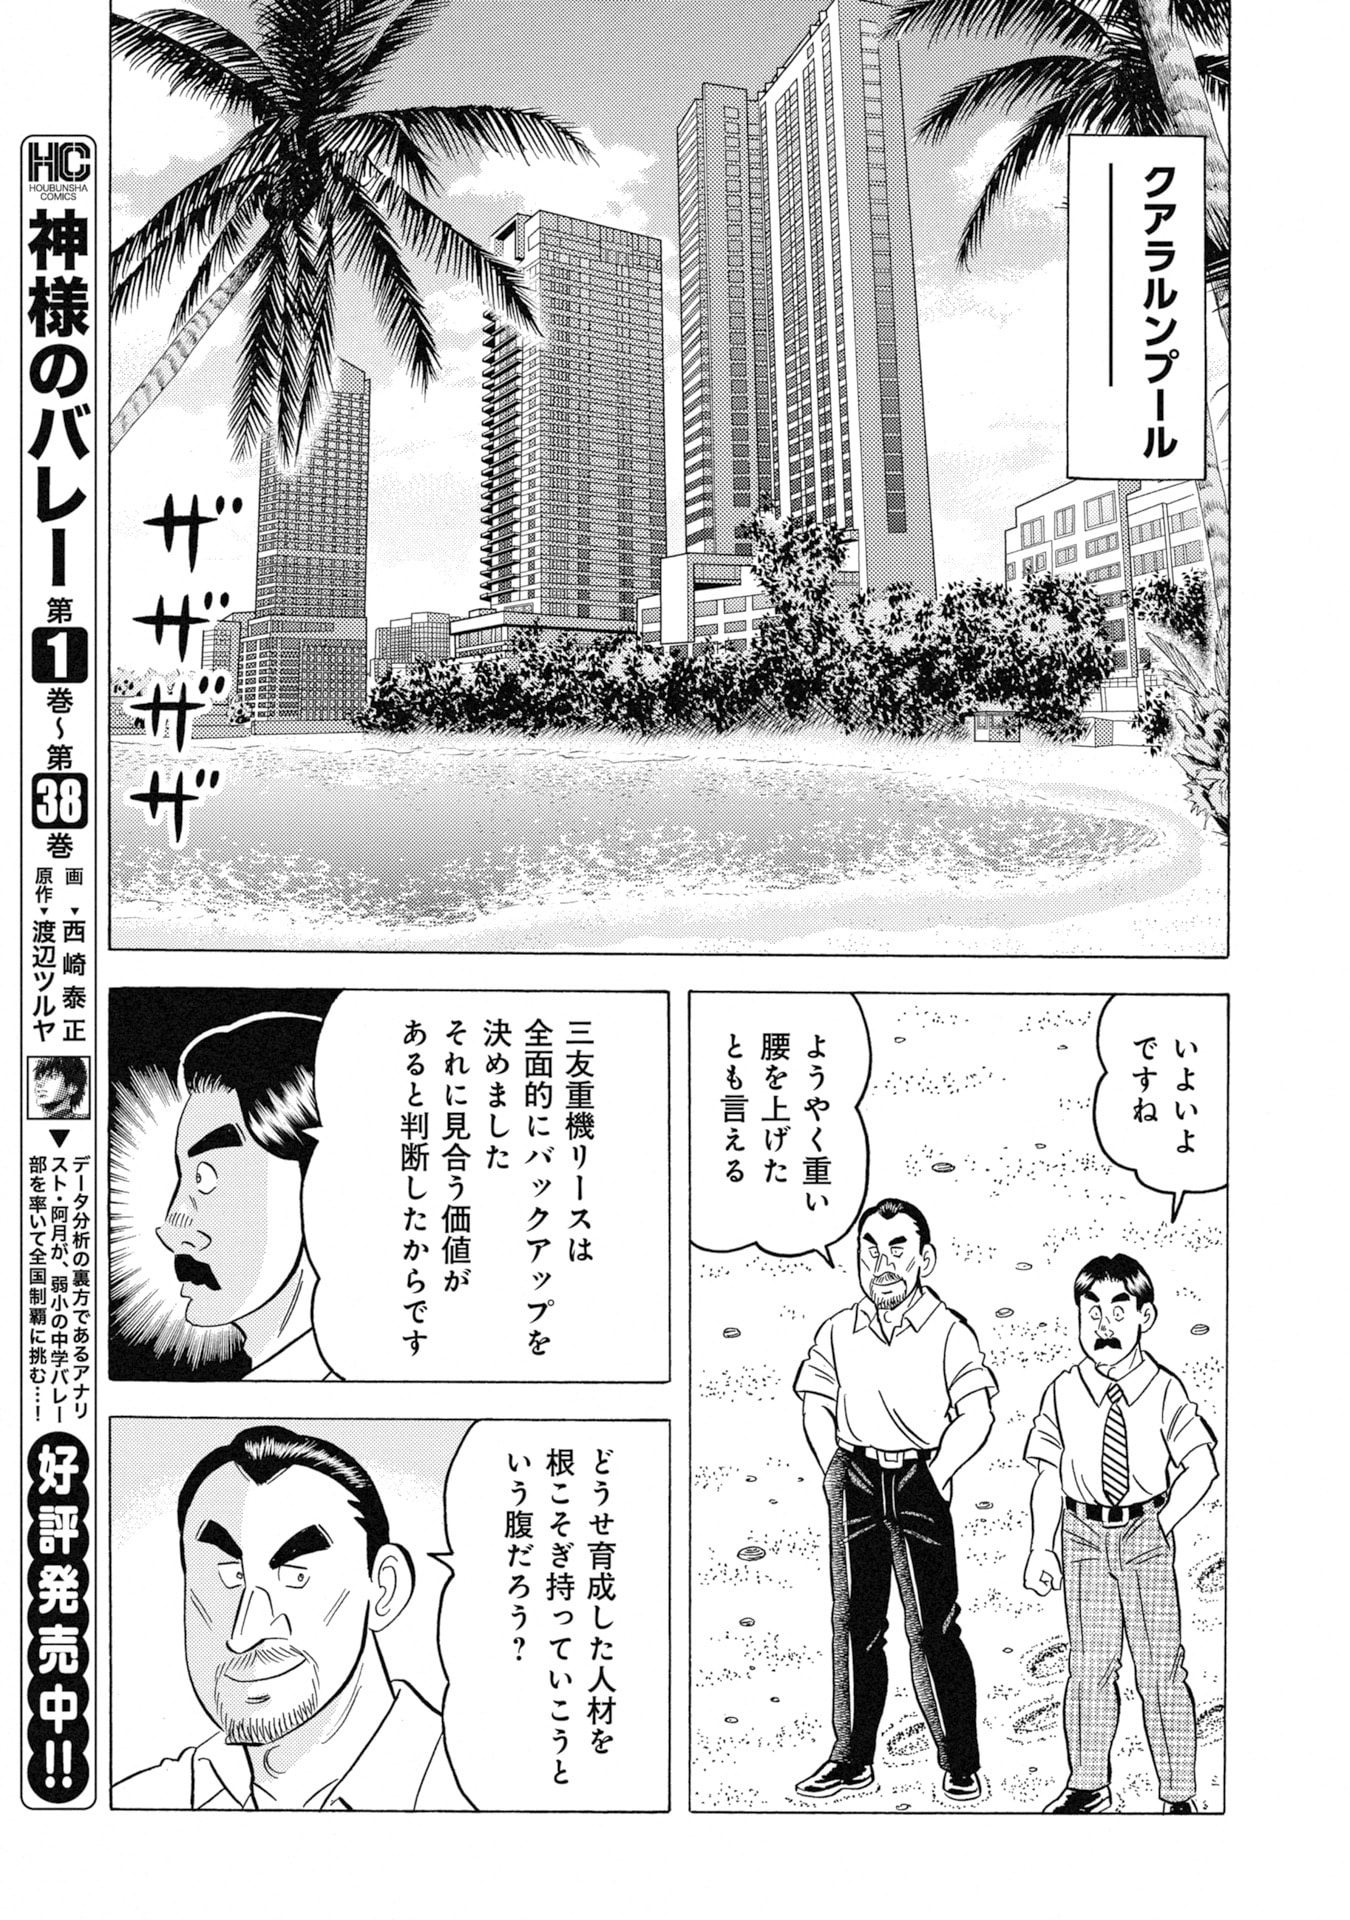 クアラルンプール
ザ
ザ
ザ
ザ
いよいよ
ですね
ようやく重い
腰を上げた
とも言える
三友重機リースは
全面的にバックアップを
決めました
それに見合う価値が
あると判断したからです
どうせ育成した人材を
根こそぎ持っていこうと
いう腹だろう?
HC
HOUBUNSHA
COMICS
神様のバレー
第1巻〜第38巻
画▼西崎泰正
原作▼渡辺ツルヤ
▼データ分析の裏方であるアナリ
スト・阿月が、弱小の中学バレー
部を率いて全国制覇に挑む…!
好評発売中!!